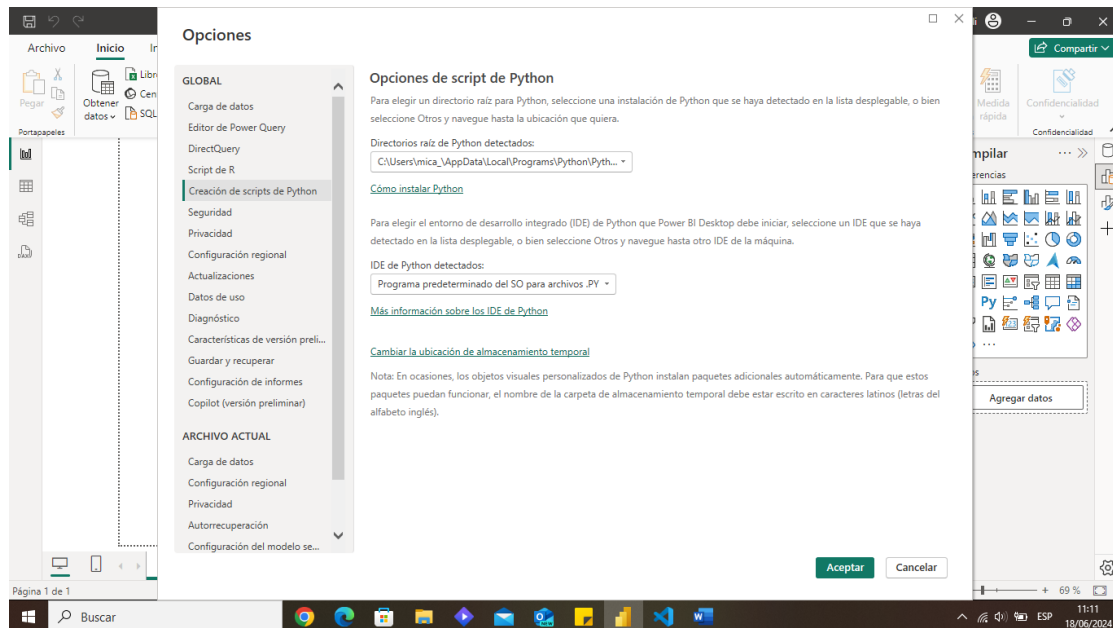 Archivo
Inicio
Opciones
Compartir
Pegar
Obtener
datos
SQL
Portapapeles
Medida
rápida
Confidencialidad
Confidencialidad
GLOBAL
Carga de datos
Editor de Power Query
DirectQuery
Script de R
Creación de scripts de Python
Seguridad
Privacidad
Configuración regional
Actualizaciones
Datos de uso
Diagnóstico
Características de versión preli...
Guardar y recuperar
Configuración de informes
Copilot (versión preliminar)
ARCHIVO ACTUAL
Carga de datos
Configuración regional
Privacidad
Autorrecuperación
Configuración del modelo se...
Opciones de script de Python
Para elegir un directorio raíz para Python, seleccione una instalación de Python que se haya detectado en la lista desplegable, o bien
seleccione Otros y navegue hasta la ubicación que quiera.
Directorios raíz de Python detectados:
C:\Users\mica_\AppData\Local\Programs\Python\Pyth...
Cómo instalar Python
Para elegir el entorno de desarrollo integrado (IDE) de Python que Power BI Desktop debe iniciar, seleccione un IDE que se haya
detectado en la lista desplegable, o bien seleccione Otros y navegue hasta otro IDE de la máquina.
IDE de Python detectados:
Programa predeterminado del SO para archivos .PY
Más información sobre los IDE de Python
Cambiar la ubicación de almacenamiento temporal
Nota: En ocasiones, los objetos visuales personalizados de Python instalan paquetes adicionales automáticamente. Para que estos
paquetes puedan funcionar, el nombre de la carpeta de almacenamiento temporal debe estar escrito en caracteres latinos (letras del
alfabeto inglés).
Aceptar
Cancelar
mpilar
erencias
Py
...
Agregar datos
Página 1 de 1
69 %
Buscar
ESP
11:11
18/06/2024